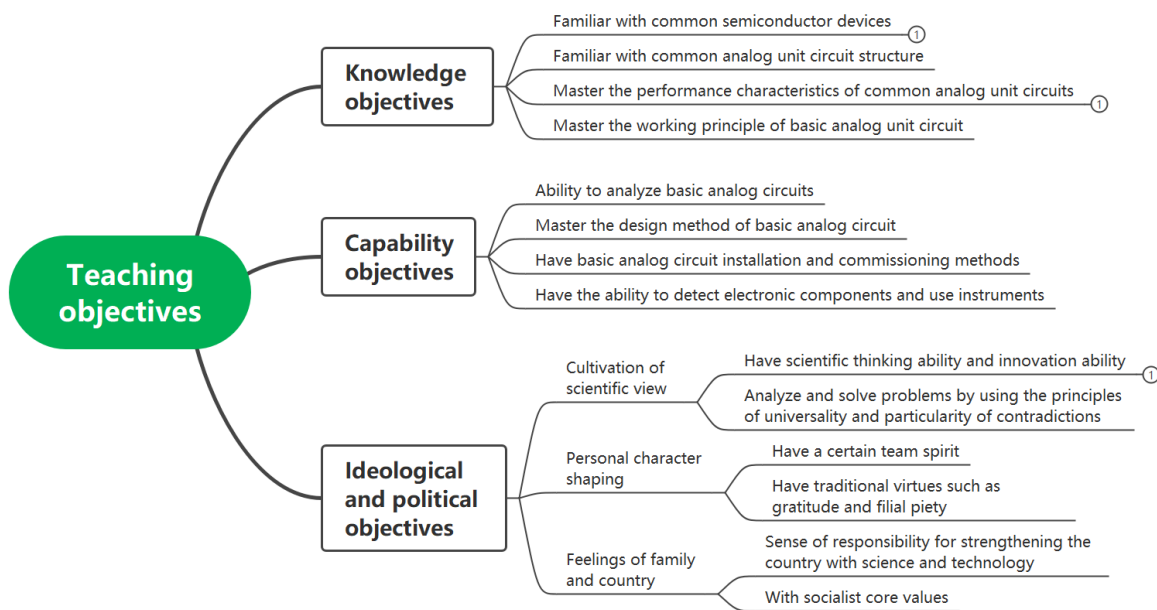 Teaching
objectives
Knowledge
objectives
Familiar with common semiconductor devices
1
Familiar with common analog unit circuit structure
Master the performance characteristics of common analog unit circuits
1
Master the working principle of basic analog unit circuit
Capability
objectives
Ability to analyze basic analog circuits
Master the design method of basic analog circuit
Have basic analog circuit installation and commissioning methods
Have the ability to detect electronic components and use instruments
Ideological
and political
objectives
Cultivation of
scientific view
Have scientific thinking ability and innovation ability
1
Analyze and solve problems by using the principles
of universality and particularity of contradictions
Personal character
shaping
Have a certain team spirit
Have traditional virtues such as
gratitude and filial piety
Feelings of family
and country
Sense of responsibility for strengthening the
country with science and technology
With socialist core values